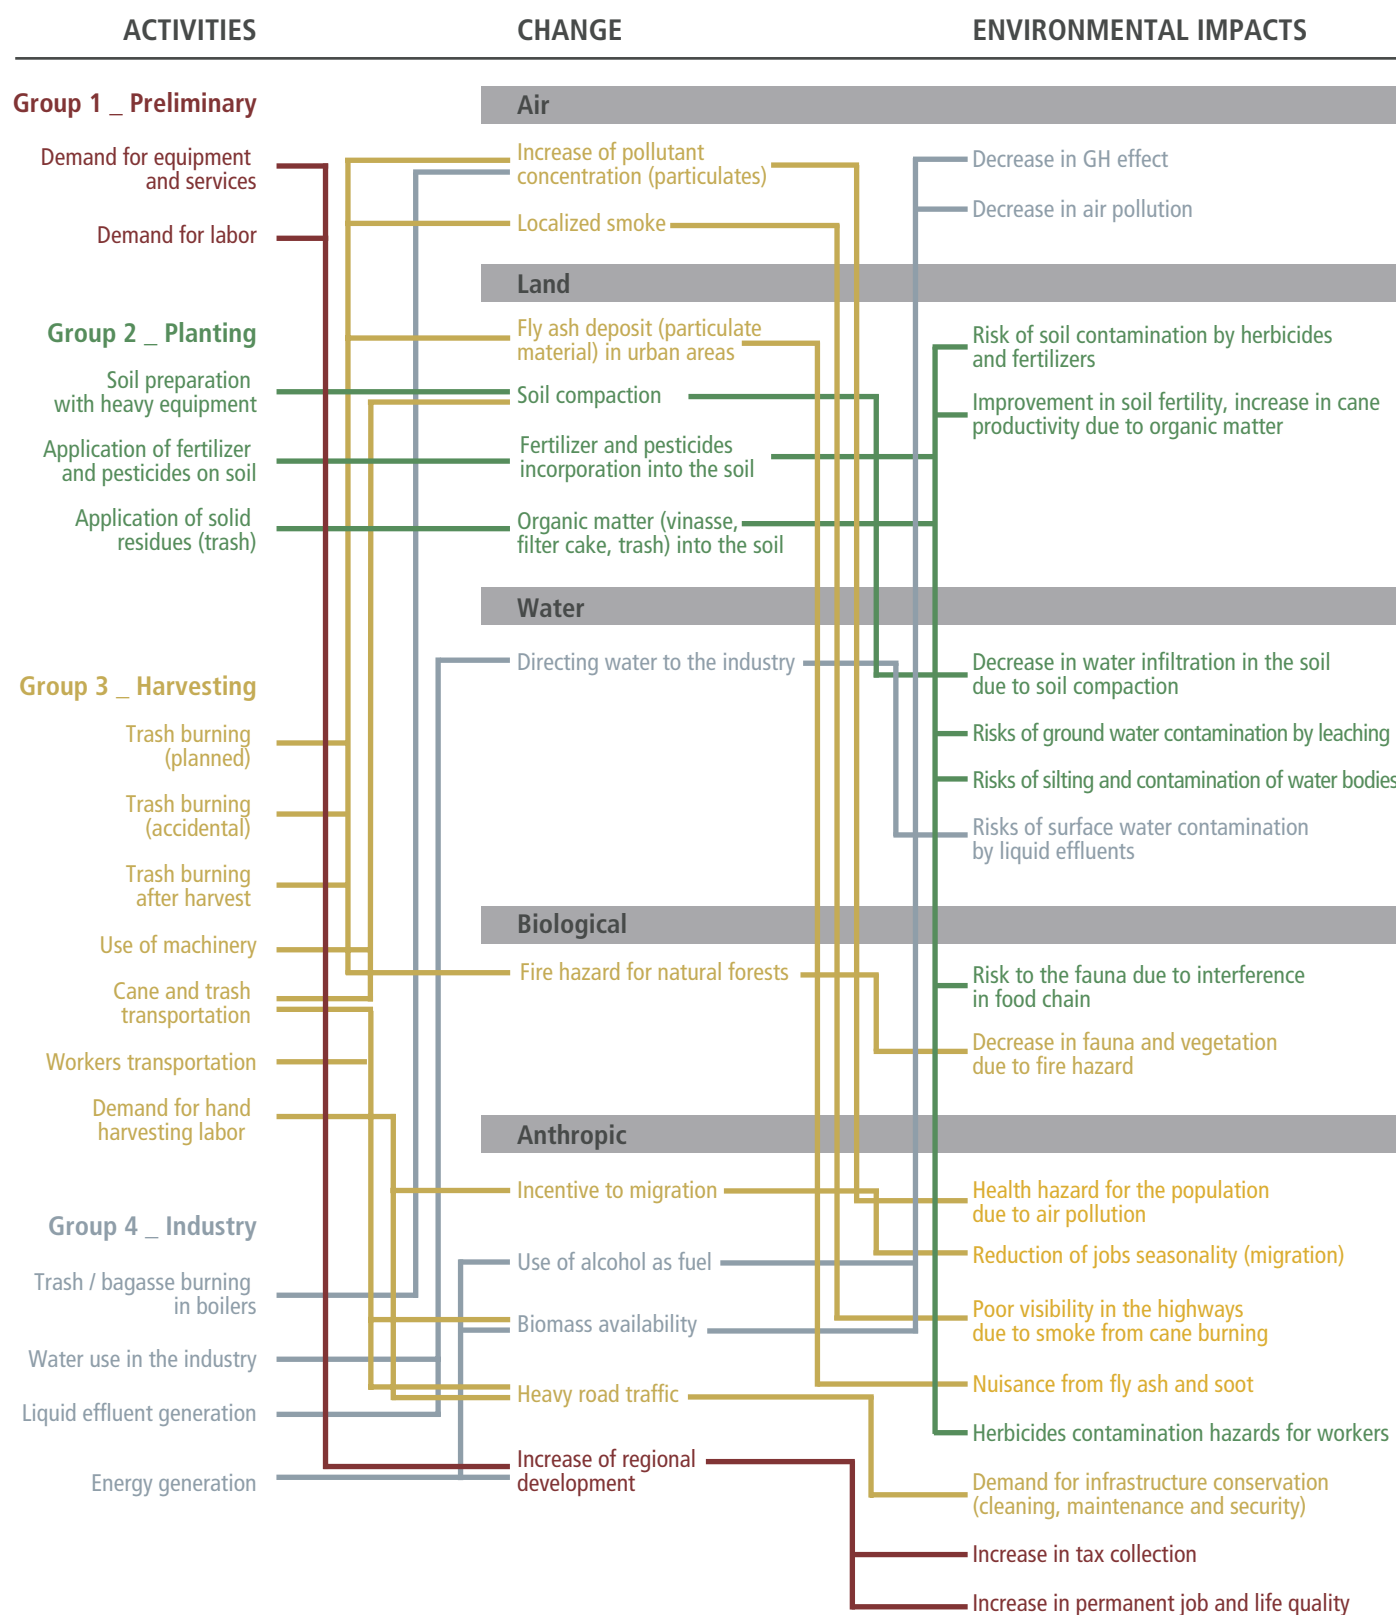 ACTIVITIES
CHANGE
ENVIRONMENTAL IMPACTS
Group 1 _ Preliminary
Demand for equipment
and services
Demand for labor
Group 2 _ Planting
Soil preparation
with heavy equipment
Application of fertilizer
and pesticides on soil
Application of solid
residues (trash)
Group 3 _ Harvesting
Trash burning
(planned)
Trash burning
(accidental)
Trash burning
after harvest
Use of machinery
Cane and trash
transportation
Workers transportation
Demand for hand
harvesting labor
Group 4 _ Industry
Trash / bagasse burning
in boilers
Water use in the industry
Liquid effluent generation
Energy generation
Air
Increase of pollutant
concentration (particulates)
Localized smoke
Decrease in GH effect
Decrease in air pollution
Land
Fly ash deposit (particulate
material) in urban areas
Soil compaction
Fertilizer and pesticides
incorporation into the soil
Organic matter (vinasse,
filter cake, trash) into the soil
Risk of soil contamination by herbicides
and fertilizers
Improvement in soil fertility, increase in cane
productivity due to organic matter
Water
Directing water to the industry
Decrease in water infiltration in the soil
due to soil compaction
Risks of ground water contamination by leaching
Risks of silting and contamination of water bodies
Risks of surface water contamination
by liquid effluents
Biological
Fire hazard for natural forests
Risk to the fauna due to interference
in food chain
Decrease in fauna and vegetation
due to fire hazard
Anthropic
Incentive to migration
Use of alcohol as fuel
Biomass availability
Heavy road traffic
Increase of regional
development
Health hazard for the population
due to air pollution
Reduction of jobs seasonality (migration)
Poor visibility in the highways
due to smoke from cane burning
Nuisance from fly ash and soot
Herbicides contamination hazards for workers
Demand for infrastructure conservation
(cleaning, maintenance and security)
Increase in tax collection
Increase in permanent job and life quality